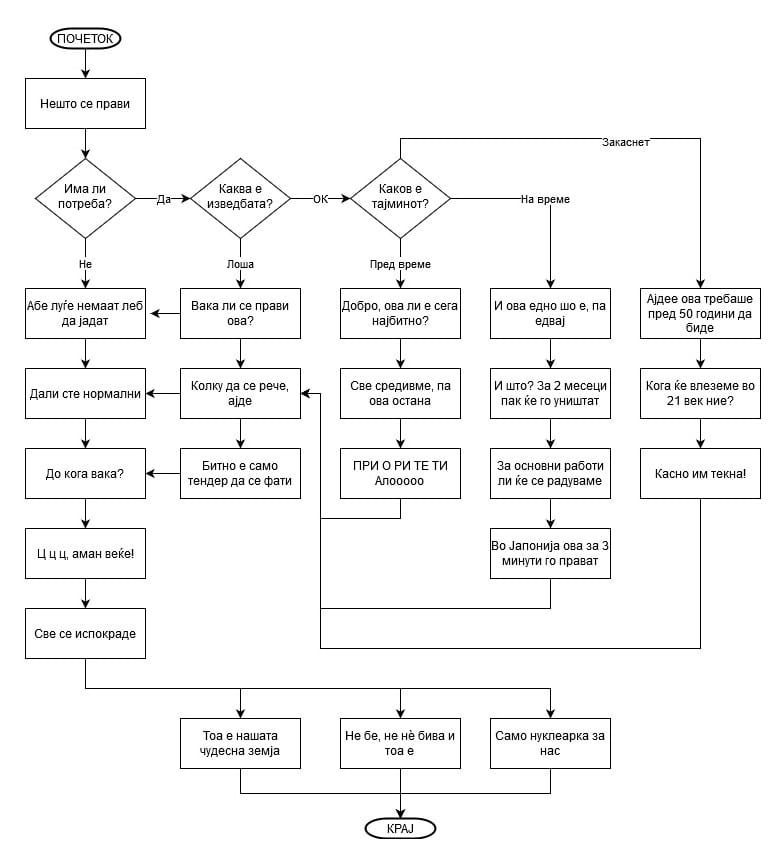 ПОЧЕТОК
Нешто се прави
Закаснет
Има ли
потреба?
Да
Каква е
изведбата?
ОК
Каков е
тајминот?
На време
Не
Лоша
Пред време
Абе луѓе немаат леб
да јадат
Вака ли се прави
ова?
Добро, ова ли е сега
најбитно?
И ова едно шо е, па
едвај
Ајдее ова требаше
пред 50 години да
биде
Дали сте нормални
Колку да се рече,
ајде
Све средивме, па
ова остана
И што? За 2 месеци
пак ќе го уништат
Кога ќе влеземе во
21 век ние?
До кога вака?
Битно е само
тендер да се фати
ПРИ О РИ ТЕ ТИ
Алооооо
За основни работи
ли ќе се радуваме
Касно им текна!
Ц ц ц, аман веќе!
Во Јапонија ова за 3
минути го прават
Све се испокраде
Тоа е нашата
чудесна земја
Не бе, не нѐ бива и
тоа е
Само нуклеарка за
нас
КРАЈ